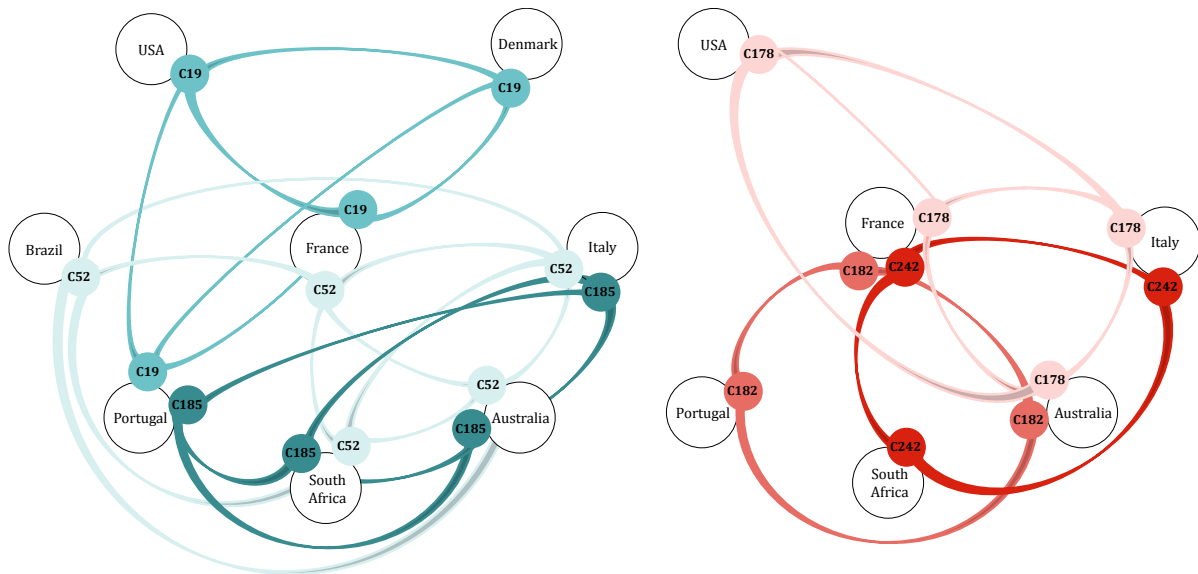 USA
C19
Denmark
C19
C19
Brazil
C52
France
C52
Italy
C52
C185
C19
Portugal
C185
C52
C185
Australia
C185
C52
South
Africa
USA
C178
France
C178
C182
C242
C178
Italy
C242
C182
Portugal
C178
C182
Australia
C242
South
Africa